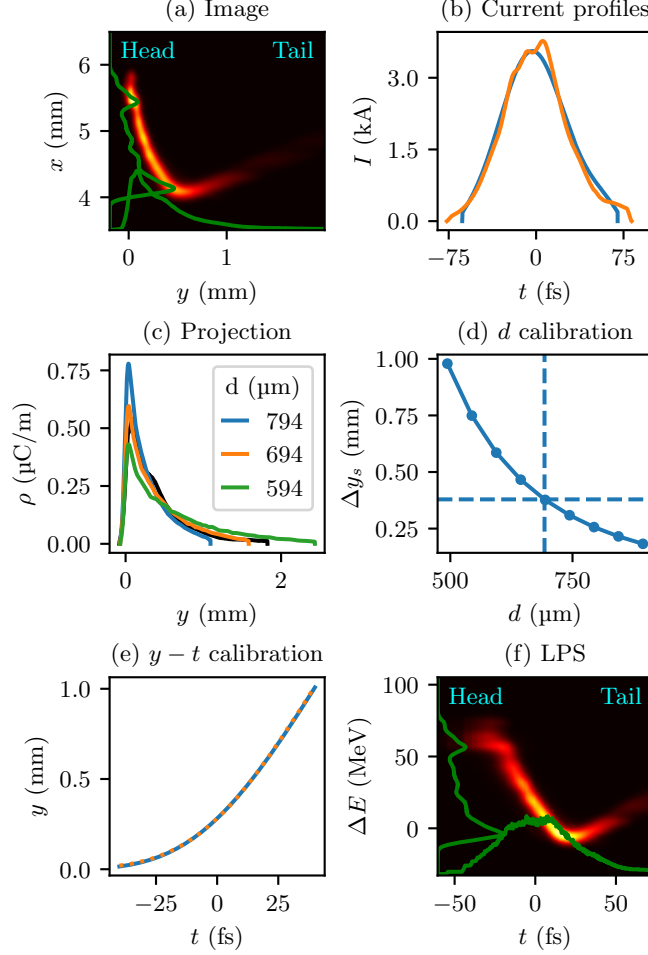 (a) Image
Head Tail
6
5
4
x (mm)
0 1
y (mm)
(b) Current profiles
3.0
1.5
0.0
I (kA)
−75 0 75
t (fs)
(c) Projection
0.75
0.50
0.25
0.00
ρ (µC/m)
d (µm)
794
694
594
0 2
y (mm)
(d) d calibration
1.00
0.75
0.50
0.25
Δy_s (mm)
500 750
d (µm)
(e) y − t calibration
1.0
0.5
0.0
y (mm)
−25 0 25
t (fs)
(f) LPS
Head Tail
100
50
0
ΔE (MeV)
−50 0 50
t (fs)